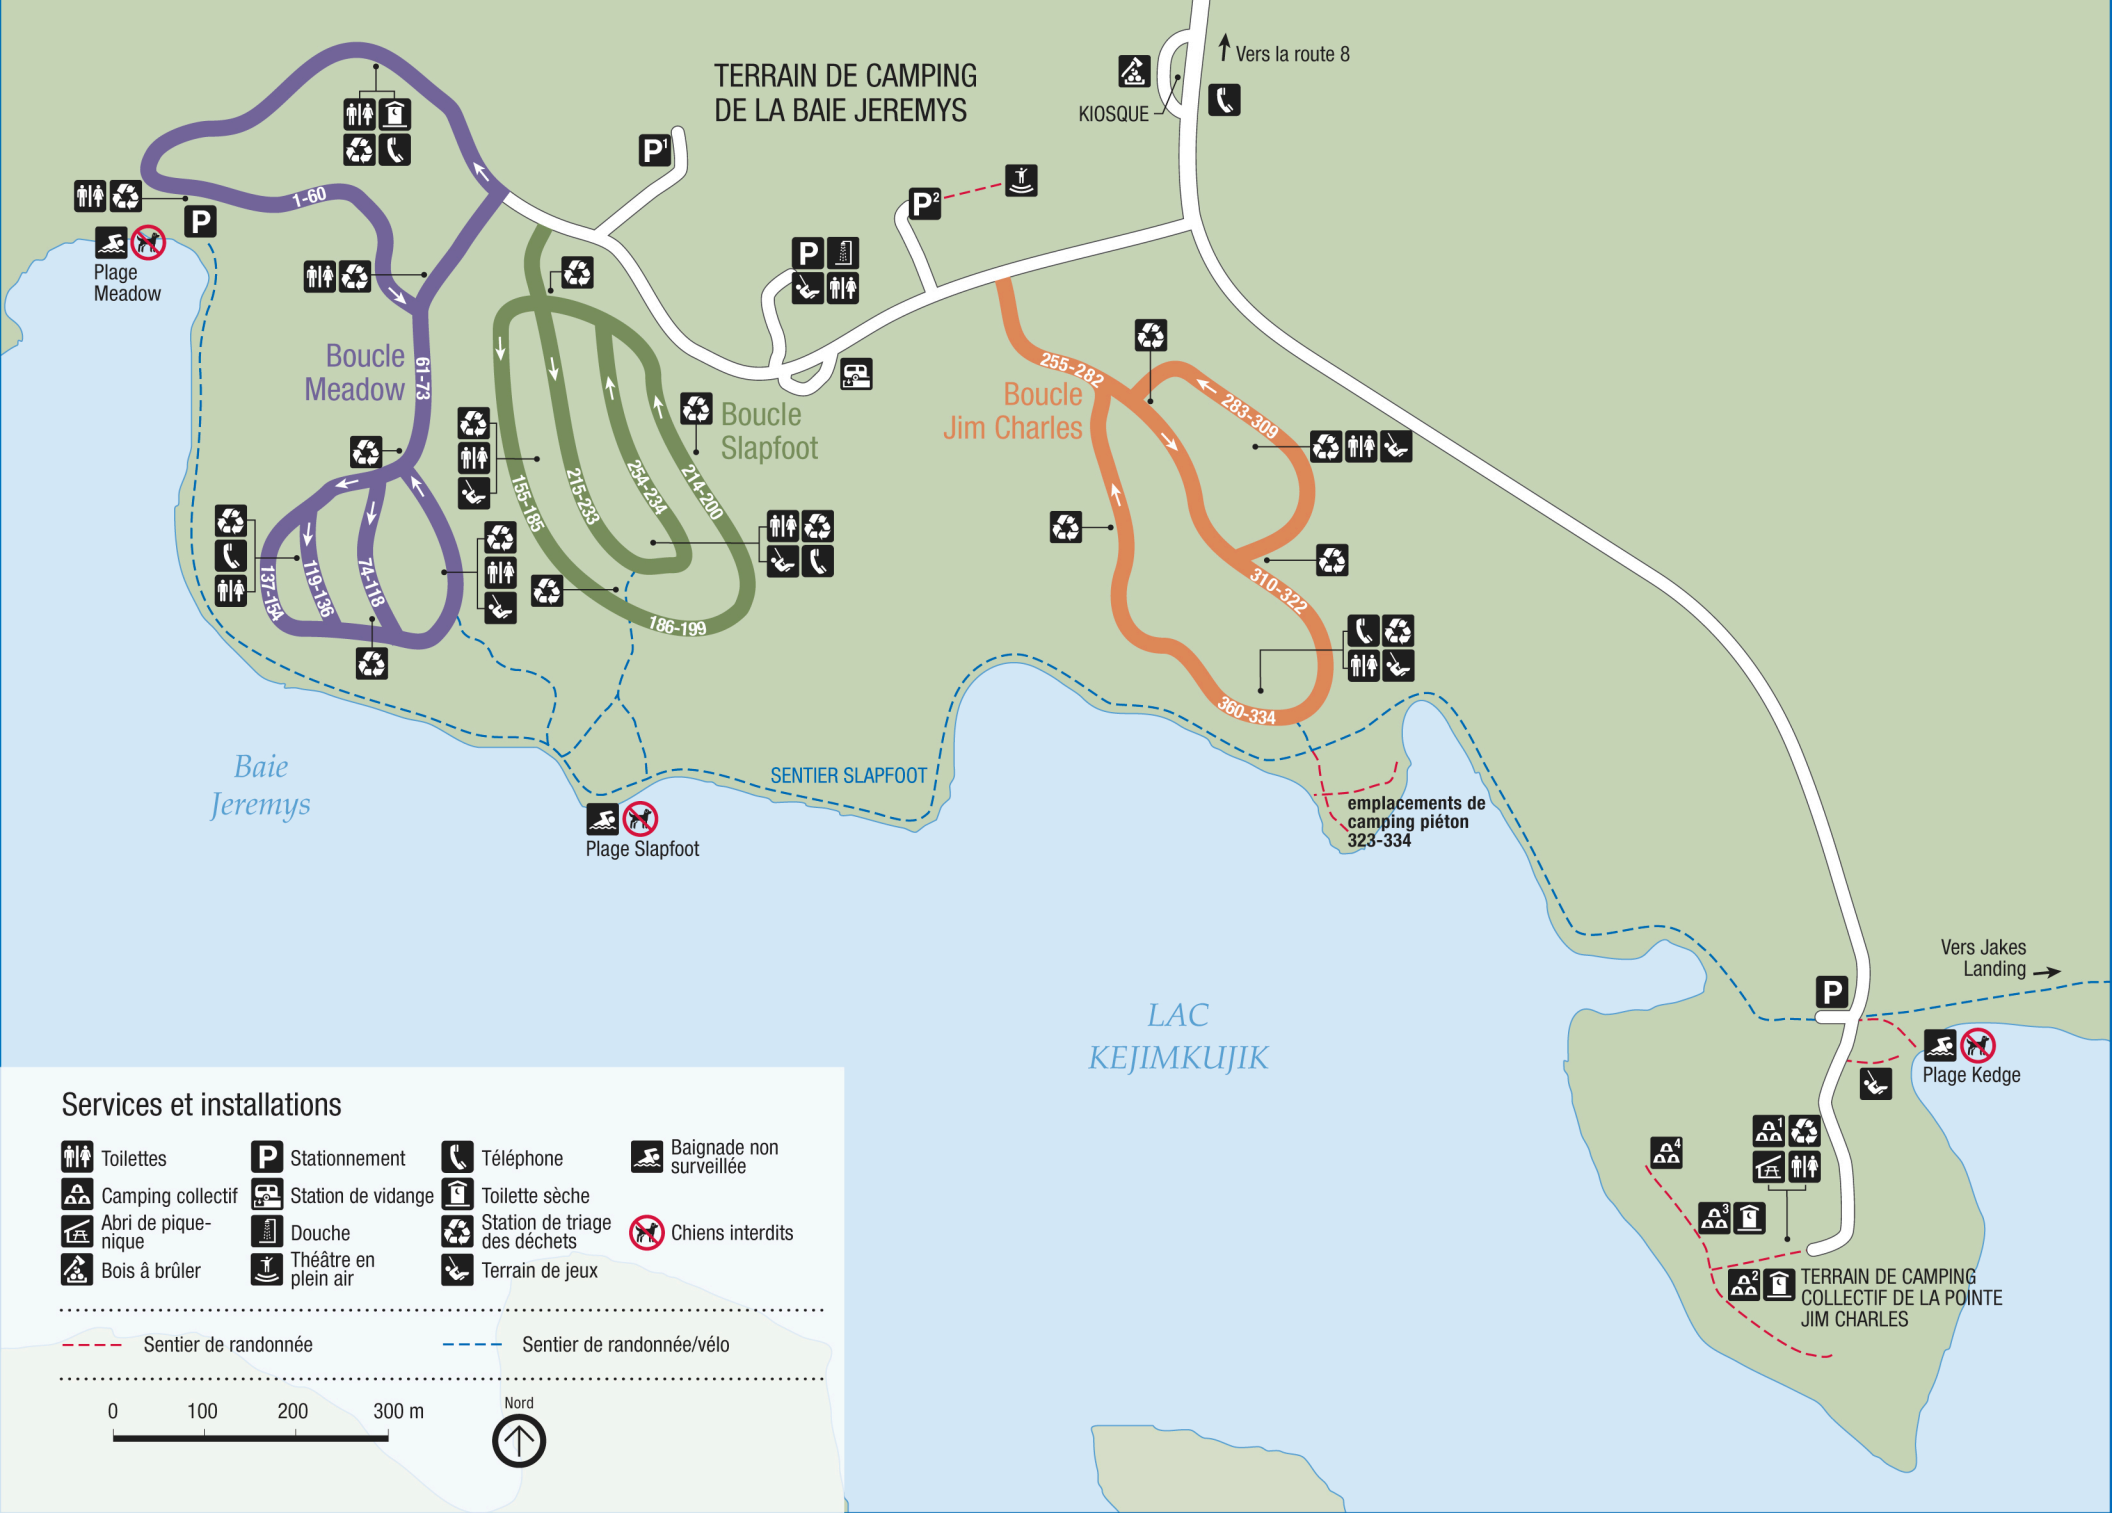 TERRAIN DE CAMPING
DE LA BAIE JEREMYS
Vers la route 8
KIOSQUE
P1
P2
P
P
1-60
Plage
Meadow
Boucle
Meadow
61-73
137-154
119-136
74-118
Boucle
Slapfoot
155-185
215-233
254-234
214-200
186-199
Boucle
Jim Charles
255-282
283-309
310-322
360-334
Baie
Jeremys
SENTIER SLAPFOOT
Plage Slapfoot
emplacements de
camping piéton
323-334
LAC
KEJIMKUJIK
Vers Jakes
Landing
P
Plage Kedge
1
4
3
2
TERRAIN DE CAMPING
COLLECTIF DE LA POINTE
JIM CHARLES
Services et installations
Toilettes
P Stationnement
Téléphone
Baignade non
surveillée
Camping collectif
Station de vidange
Toilette sèche
Abri de pique-
nique
Douche
Station de triage
des déchets
Chiens interdits
Bois â brûler
Théâtre en
plein air
Terrain de jeux
Sentier de randonnée
Sentier de randonnée/vélo
0 100 200 300 m
Nord